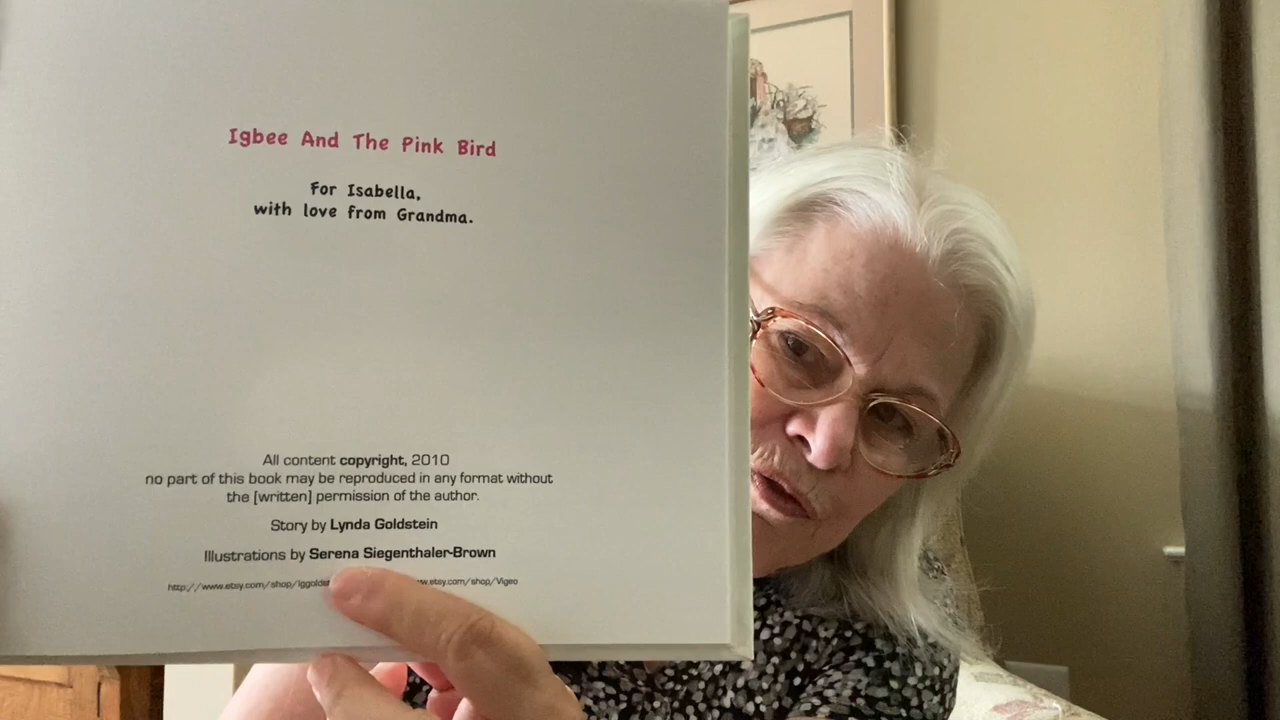 Igbee And The Pink Bird
For Isabella,
with love from Grandma.
All content copyright, 2010
no part of this book may be reproduced in any format without
the [written] permission of the author.
Story by Lynda Goldstein
Illustrations by Serena Siegenthaler-Brown